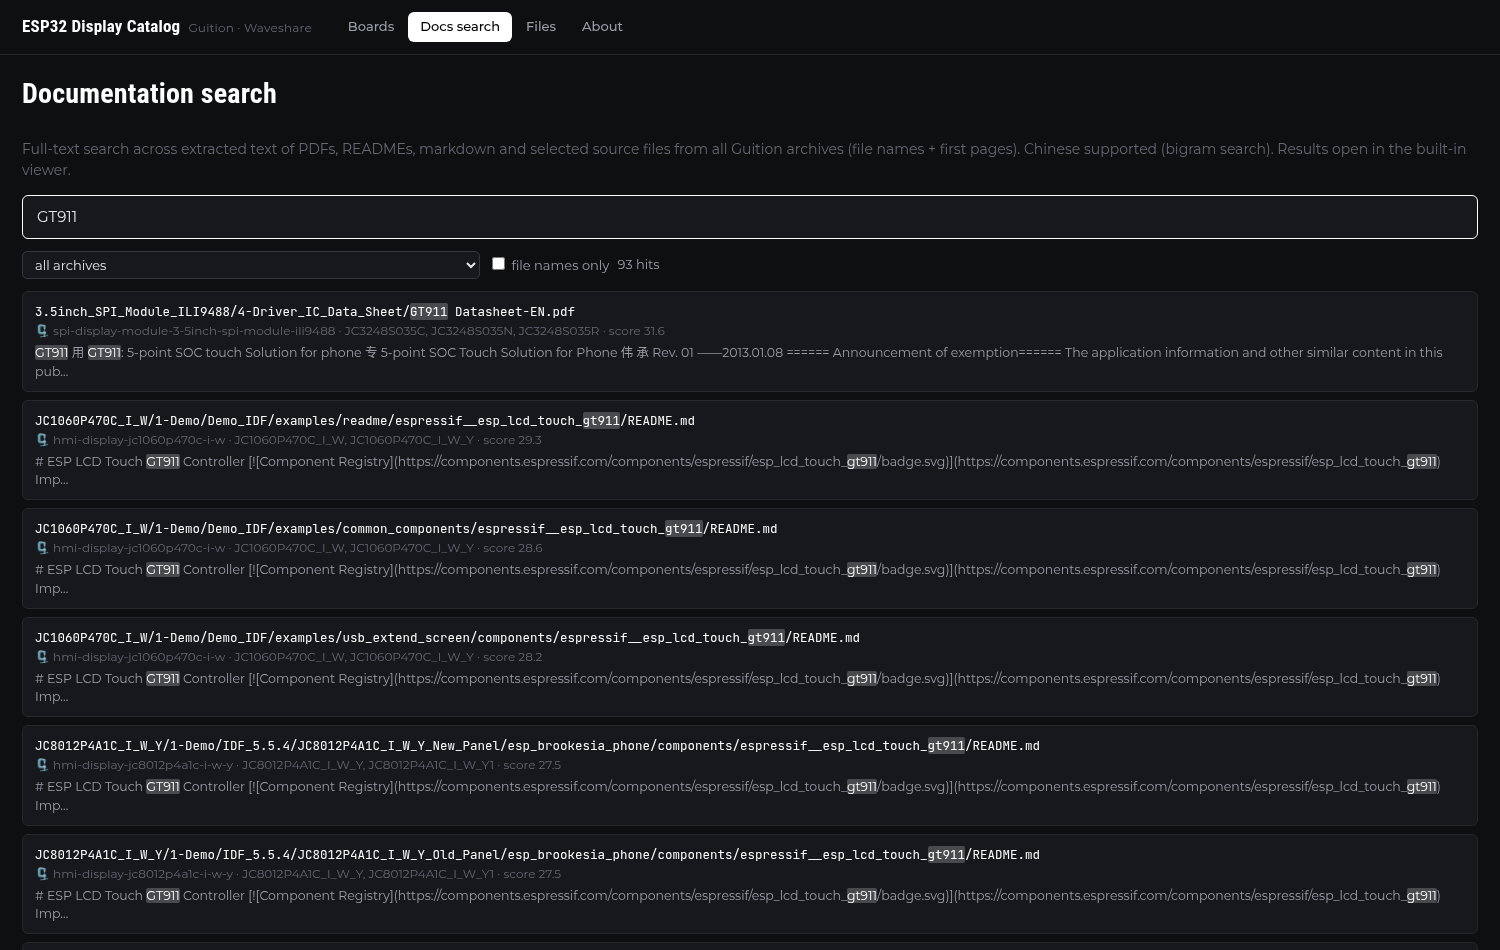 ESP32 Display Catalog Guition · Waveshare Boards Docs search Files About
Documentation search
Full-text search across extracted text of PDFs, READMEs, markdown and selected source files from all Guition archives (file names + first pages). Chinese supported (bigram search). Results open in the built-in
viewer.
GT911
all archives file names only 93 hits
3.5inch_SPI_Module_ILI9488/4-Driver_IC_Data_Sheet/GT911 Datasheet-EN.pdf
spi-display-module-3-5inch-spi-module-ili9488 · JC3248S035C, JC3248S035N, JC3248S035R · score 31.6
GT911 用 GT911: 5-point SOC touch Solution for phone 专 5-point SOC Touch Solution for Phone 伟 承 Rev. 01 ——2013.01.08 ====== Announcement of exemption====== The application information and other similar content in this
pub…
JC1060P470C_I_W/1-Demo/Demo_IDF/examples/readme/espressif__esp_lcd_touch_gt911/README.md
hmi-display-jc1060p470c-i-w · JC1060P470C_I_W, JC1060P470C_I_W_Y · score 29.3
# ESP LCD Touch GT911 Controller [![Component Registry](https://components.espressif.com/components/espressif/esp_lcd_touch_gt911/badge.svg)](https://components.espressif.com/components/espressif/esp_lcd_touch_gt911)
Imp…
JC1060P470C_I_W/1-Demo/Demo_IDF/examples/common_components/espressif__esp_lcd_touch_gt911/README.md
hmi-display-jc1060p470c-i-w · JC1060P470C_I_W, JC1060P470C_I_W_Y · score 28.6
# ESP LCD Touch GT911 Controller [![Component Registry](https://components.espressif.com/components/espressif/esp_lcd_touch_gt911/badge.svg)](https://components.espressif.com/components/espressif/esp_lcd_touch_gt911)
Imp…
JC1060P470C_I_W/1-Demo/Demo_IDF/examples/usb_extend_screen/components/espressif__esp_lcd_touch_gt911/README.md
hmi-display-jc1060p470c-i-w · JC1060P470C_I_W, JC1060P470C_I_W_Y · score 28.2
# ESP LCD Touch GT911 Controller [![Component Registry](https://components.espressif.com/components/espressif/esp_lcd_touch_gt911/badge.svg)](https://components.espressif.com/components/espressif/esp_lcd_touch_gt911)
Imp…
JC8012P4A1C_I_W_Y/1-Demo/IDF_5.5.4/JC8012P4A1C_I_W_Y_New_Panel/esp_brookesia_phone/components/espressif__esp_lcd_touch_gt911/README.md
hmi-display-jc8012p4a1c-i-w-y · JC8012P4A1C_I_W_Y, JC8012P4A1C_I_W_Y1 · score 27.5
# ESP LCD Touch GT911 Controller [![Component Registry](https://components.espressif.com/components/espressif/esp_lcd_touch_gt911/badge.svg)](https://components.espressif.com/components/espressif/esp_lcd_touch_gt911)
Imp…
JC8012P4A1C_I_W_Y/1-Demo/IDF_5.5.4/JC8012P4A1C_I_W_Y_Old_Panel/esp_brookesia_phone/components/espressif__esp_lcd_touch_gt911/README.md
hmi-display-jc8012p4a1c-i-w-y · JC8012P4A1C_I_W_Y, JC8012P4A1C_I_W_Y1 · score 27.5
# ESP LCD Touch GT911 Controller [![Component Registry](https://components.espressif.com/components/espressif/esp_lcd_touch_gt911/badge.svg)](https://components.espressif.com/components/espressif/esp_lcd_touch_gt911)
Imp…